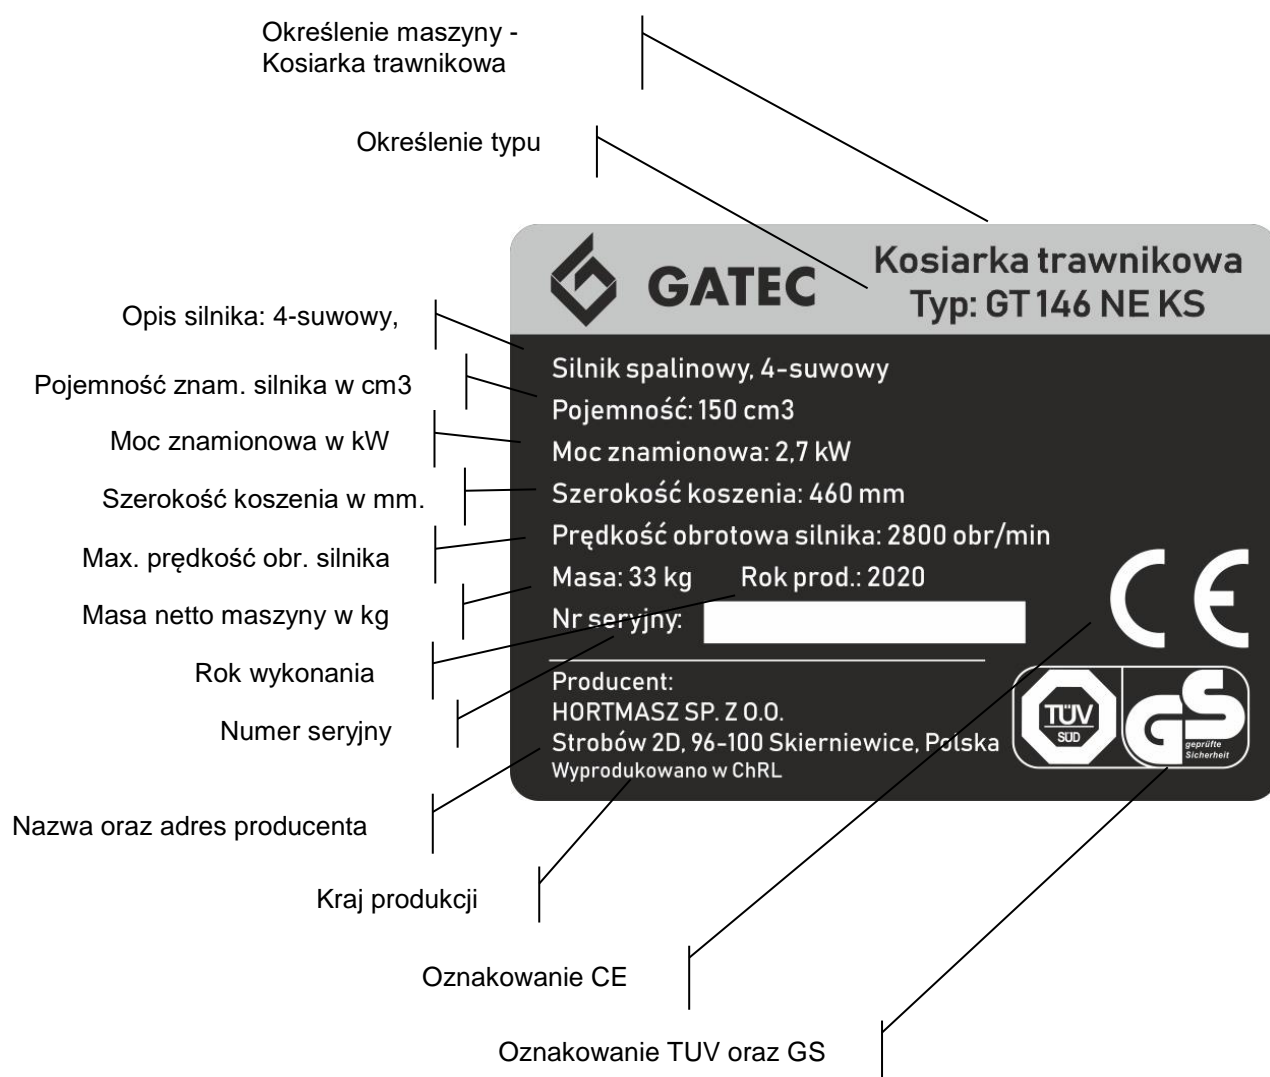 Określenie maszyny -
Kosiarka trawnikowa
Określenie typu
Opis silnika: 4-suwowy,
Pojemność znam. silnika w cm3
Moc znamionowa w kW
Szerokość koszenia w mm.
Max. prędkość obr. silnika
Masa netto maszyny w kg
Rok wykonania
Numer seryjny
Nazwa oraz adres producenta
Kraj produkcji
Oznakowanie CE
Oznakowanie TUV oraz GS
GATEC
Kosiarka trawnikowa
Typ: GT 146 NE KS
Silnik spalinowy, 4-suwowy
Pojemność: 150 cm3
Moc znamionowa: 2,7 kW
Szerokość koszenia: 460 mm
Prędkość obrotowa silnika: 2800 obr/min
Masa: 33 kg Rok prod.: 2020
Nr seryjny:
Producent:
HORTMASZ SP. Z O.O.
Strobów 2D, 96-100 Skierniewice, Polska
Wyprodukowano w ChRL
CE
TÜV
SÜD
GS
geprüfte
Sicherheit